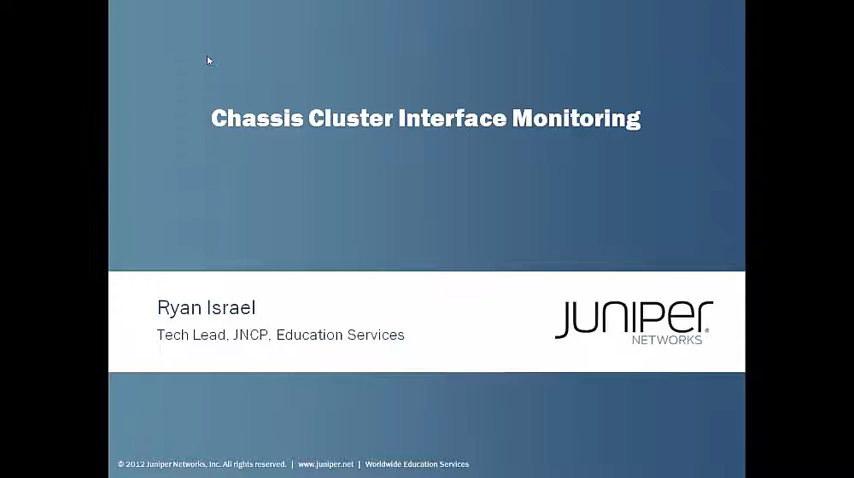 Chassis Cluster Interface Monitoring
Ryan Israel
Tech Lead, JNCP, Education Services
JUNIPEr
NETWORKS
© 2012 Juniper Networks, Inc. All rights reserved. | www.juniper.net | Worldwide Education Services